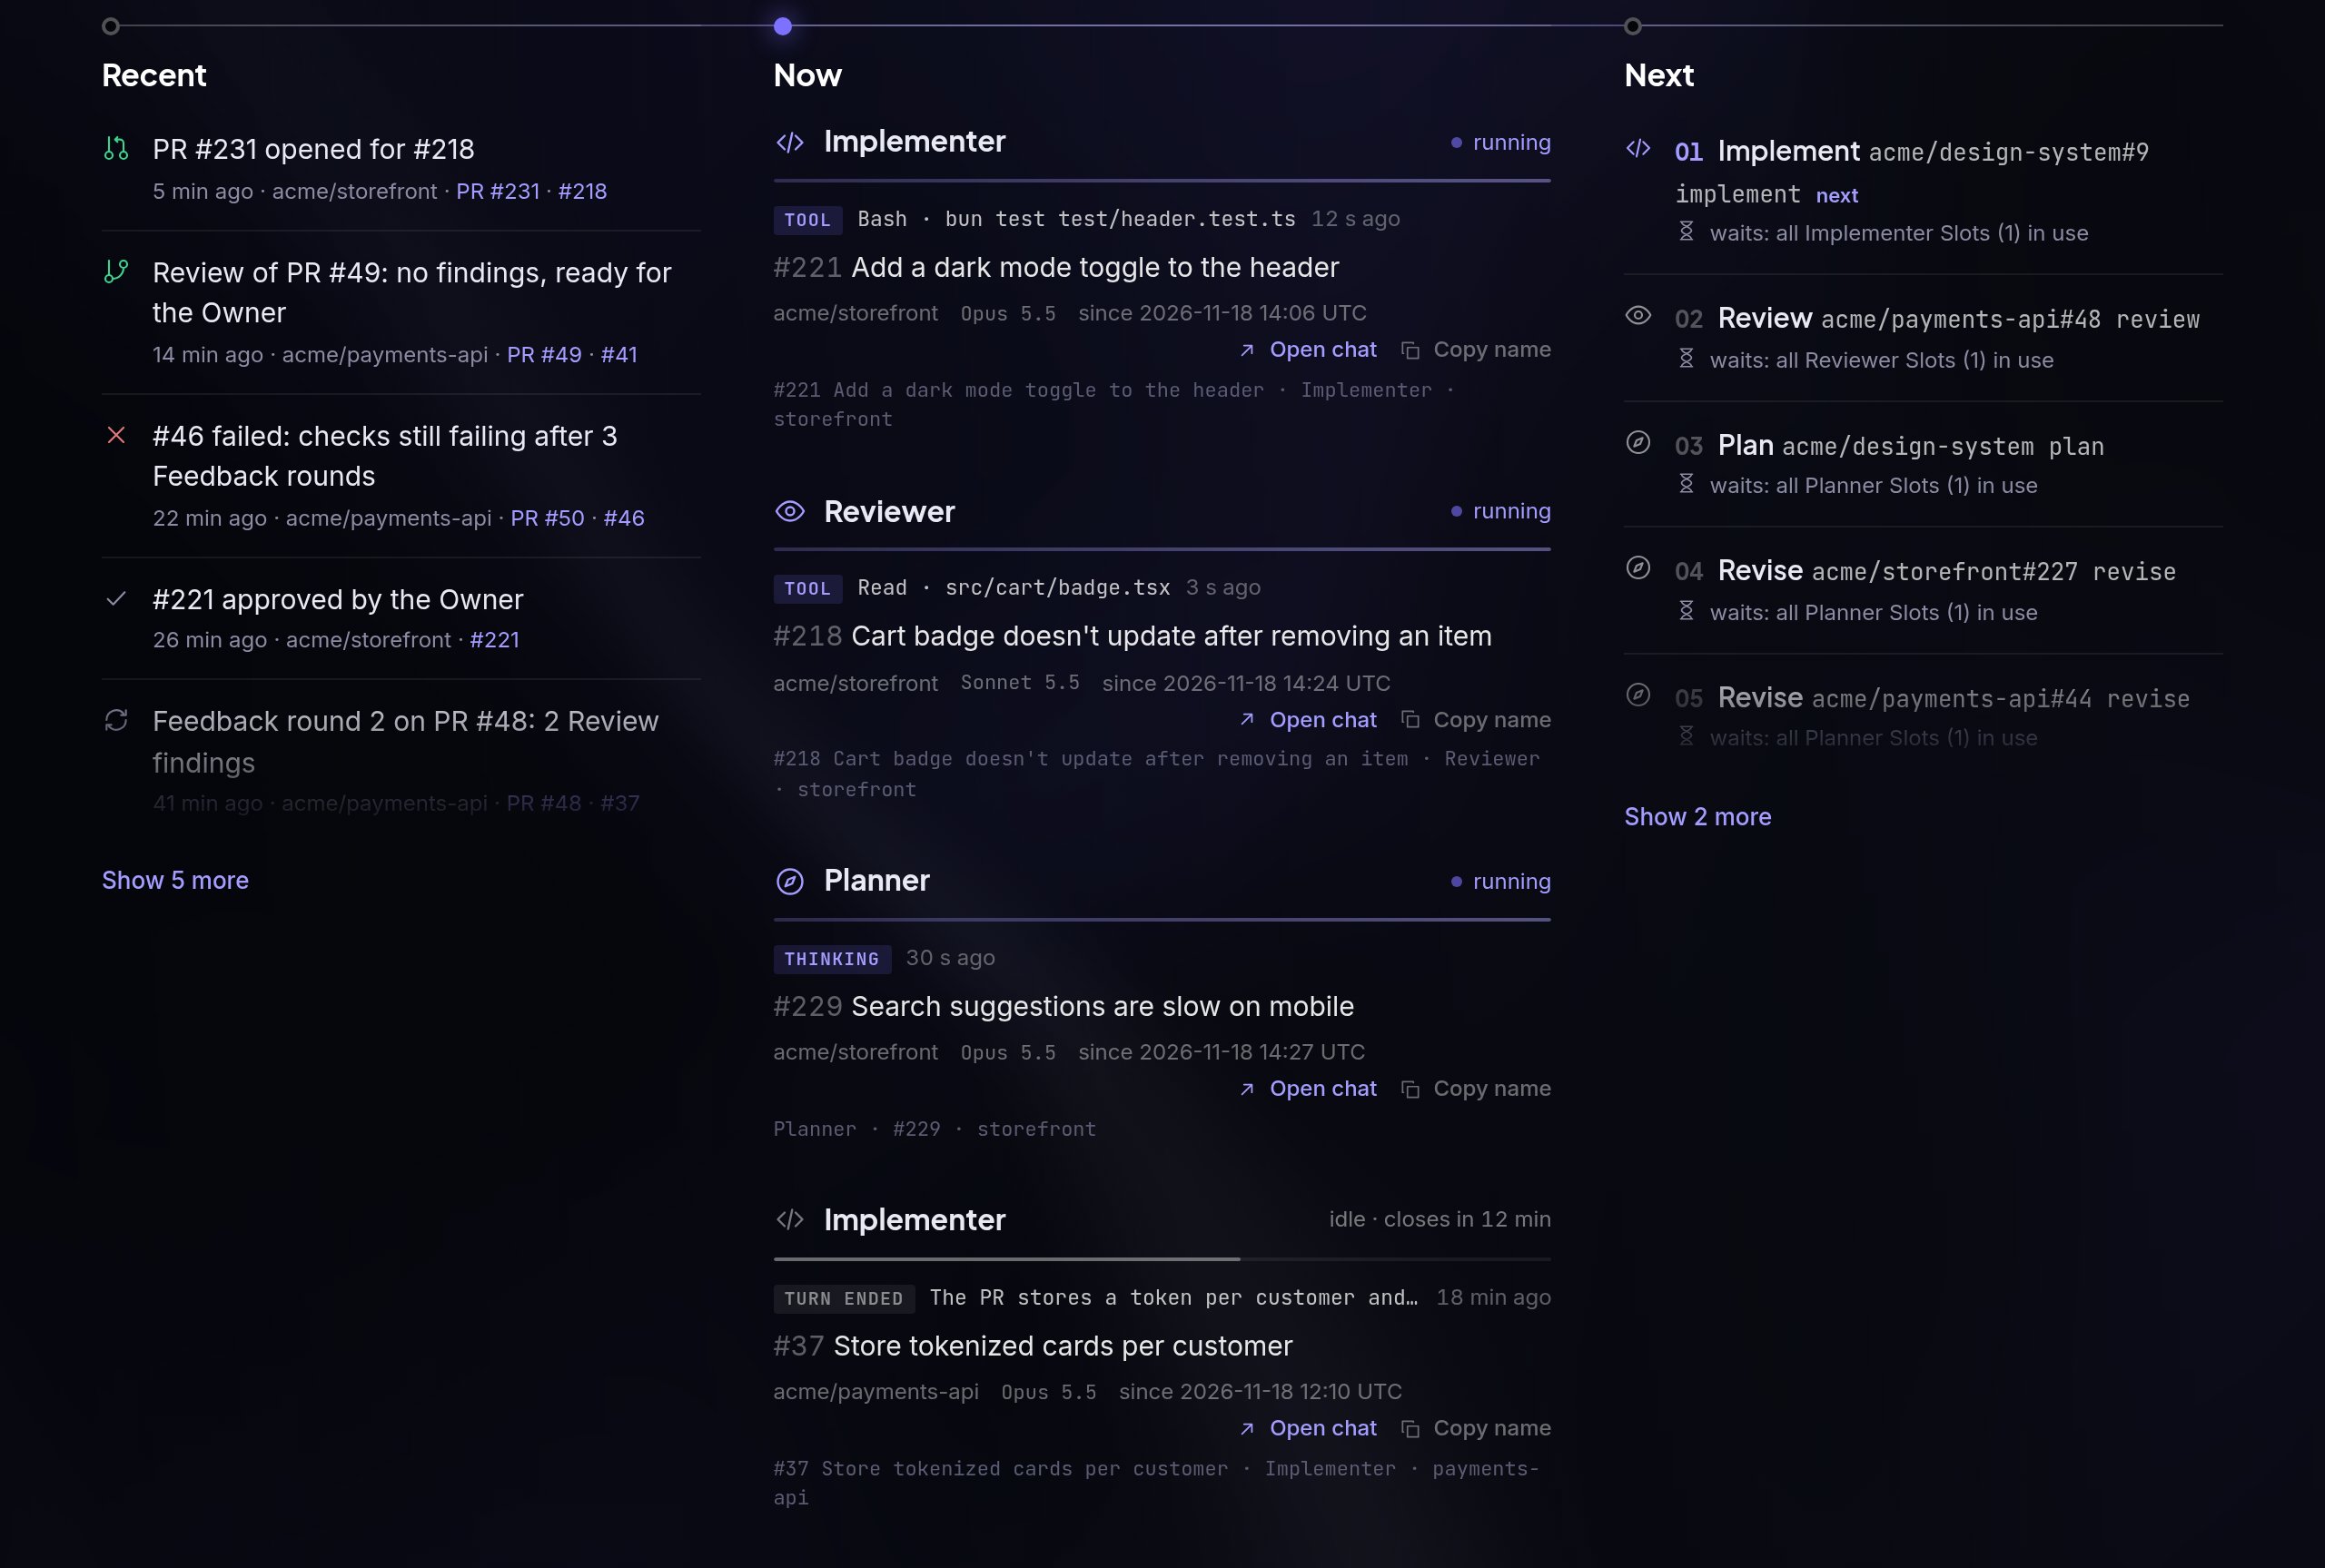 Recent
PR #231 opened for #218
5 min ago · acme/storefront · PR #231 · #218
Review of PR #49: no findings, ready for
the Owner
14 min ago · acme/payments-api · PR #49 · #41
#46 failed: checks still failing after 3
Feedback rounds
22 min ago · acme/payments-api · PR #50 · #46
#221 approved by the Owner
26 min ago · acme/storefront · #221
Feedback round 2 on PR #48: 2 Review
findings
41 min ago · acme/payments-api · PR #48 · #37
Show 5 more
Now
Implementer
running
TOOL Bash · bun test test/header.test.ts 12 s ago
#221 Add a dark mode toggle to the header
acme/storefront Opus 5.5 since 2026-11-18 14:06 UTC
Open chat Copy name
#221 Add a dark mode toggle to the header · Implementer ·
storefront
Reviewer
running
TOOL Read · src/cart/badge.tsx 3 s ago
#218 Cart badge doesn't update after removing an item
acme/storefront Sonnet 5.5 since 2026-11-18 14:24 UTC
Open chat Copy name
#218 Cart badge doesn't update after removing an item · Reviewer
· storefront
Planner
running
THINKING 30 s ago
#229 Search suggestions are slow on mobile
acme/storefront Opus 5.5 since 2026-11-18 14:27 UTC
Open chat Copy name
Planner · #229 · storefront
Implementer
idle · closes in 12 min
TURN ENDED The PR stores a token per customer and… 18 min ago
#37 Store tokenized cards per customer
acme/payments-api Opus 5.5 since 2026-11-18 12:10 UTC
Open chat Copy name
#37 Store tokenized cards per customer · Implementer · payments-
api
Next
01 Implement acme/design-system#9
implement next
waits: all Implementer Slots (1) in use
02 Review acme/payments-api#48 review
waits: all Reviewer Slots (1) in use
03 Plan acme/design-system plan
waits: all Planner Slots (1) in use
04 Revise acme/storefront#227 revise
waits: all Planner Slots (1) in use
05 Revise acme/payments-api#44 revise
waits: all Planner Slots (1) in use
Show 2 more